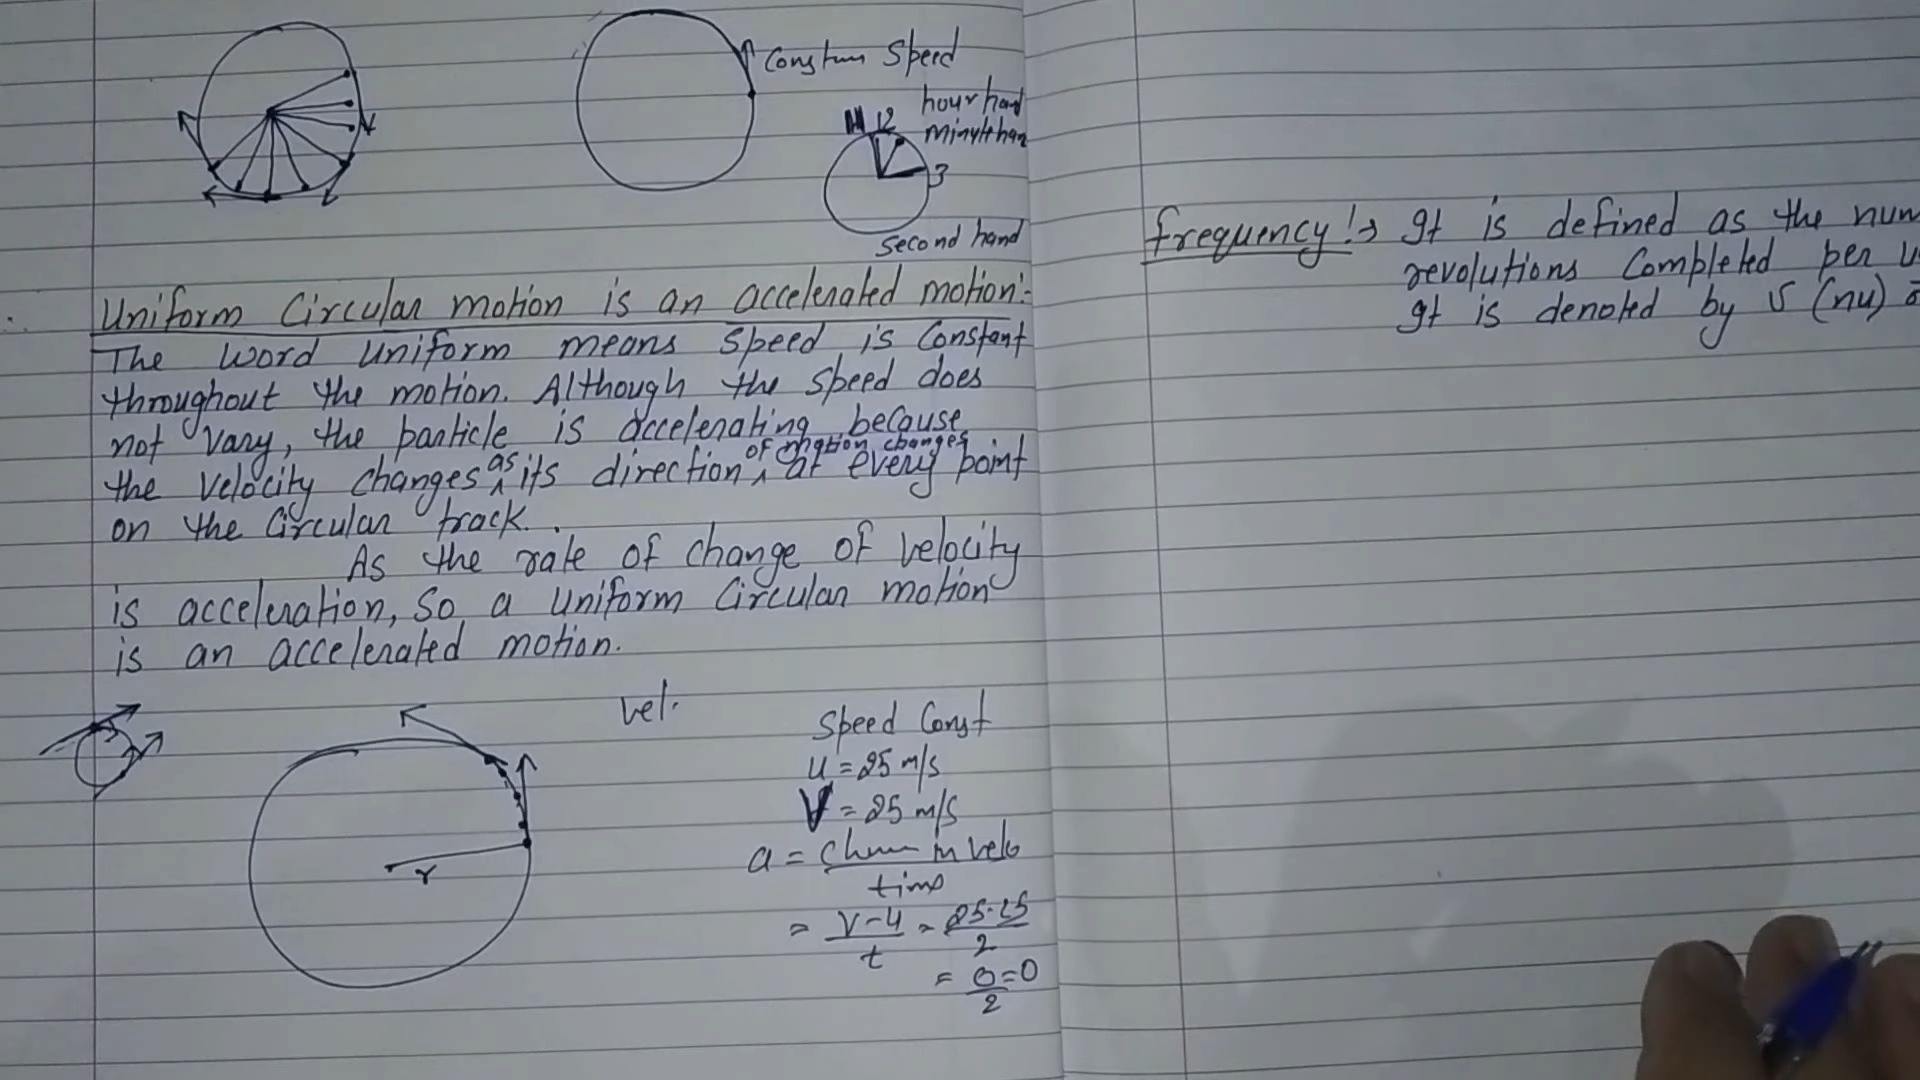 Speed
hour hand
12
3
second hand
Uniform Circular motion is an accelerated motion:-
The word uniform means speed is constant
throughout the motion. Although the speed does
not vary, the particle is accelerating because
of motion changes
the velocity changes as its direction at every point
on the circular track.
As the rate of change of velocity
is acceleration, so a uniform circular motion
is an accelerated motion.
r
vel.
Speed Const
u = 25 m/s
V = 25 m/s
a = in velo
time
= v-u = 25-25
t 2
= 0 = 0
2
frequency :→ It is defined as the num
revolutions completed per u
It is denoted by υ (nu)